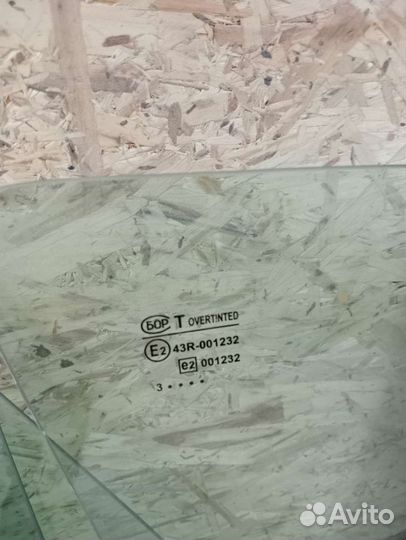 БОР T OVERTINTED
E2 43R-001232
e2 001232
3 • • • •
Avito